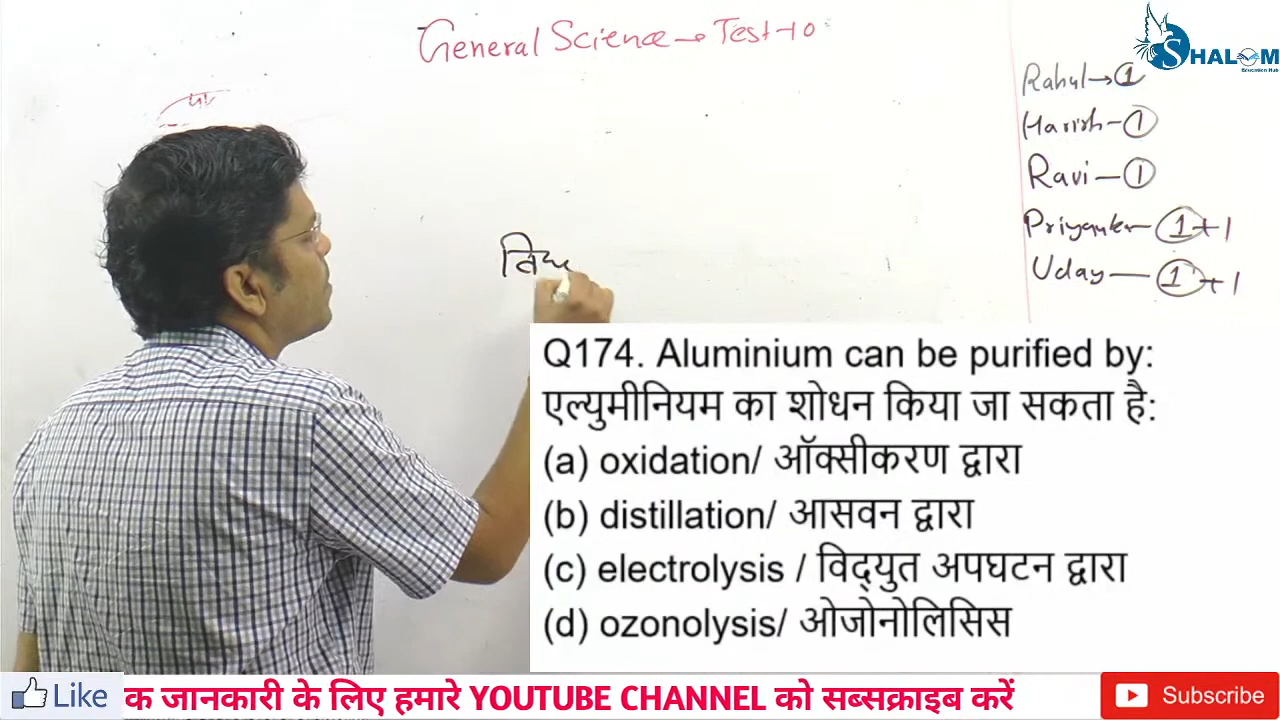 General Science → Test-10
SHALOM
Education Hub
Rahul → 1
Harish - 1
Ravi — 1
Priyanka — 1 + 1
Uday — 1 + 1
Q174. Aluminium can be purified by:
एल्युमीनियम का शोधन किया जा सकता है:
(a) oxidation/ ऑक्सीकरण द्वारा
(b) distillation/ आसवन द्वारा
(c) electrolysis / विद्युत अपघटन द्वारा
(d) ozonolysis/ ओजोनोलिसिस
Like
क जानकारी के लिए हमारे YOUTUBE CHANNEL को सब्सक्राइब करें
Subscribe